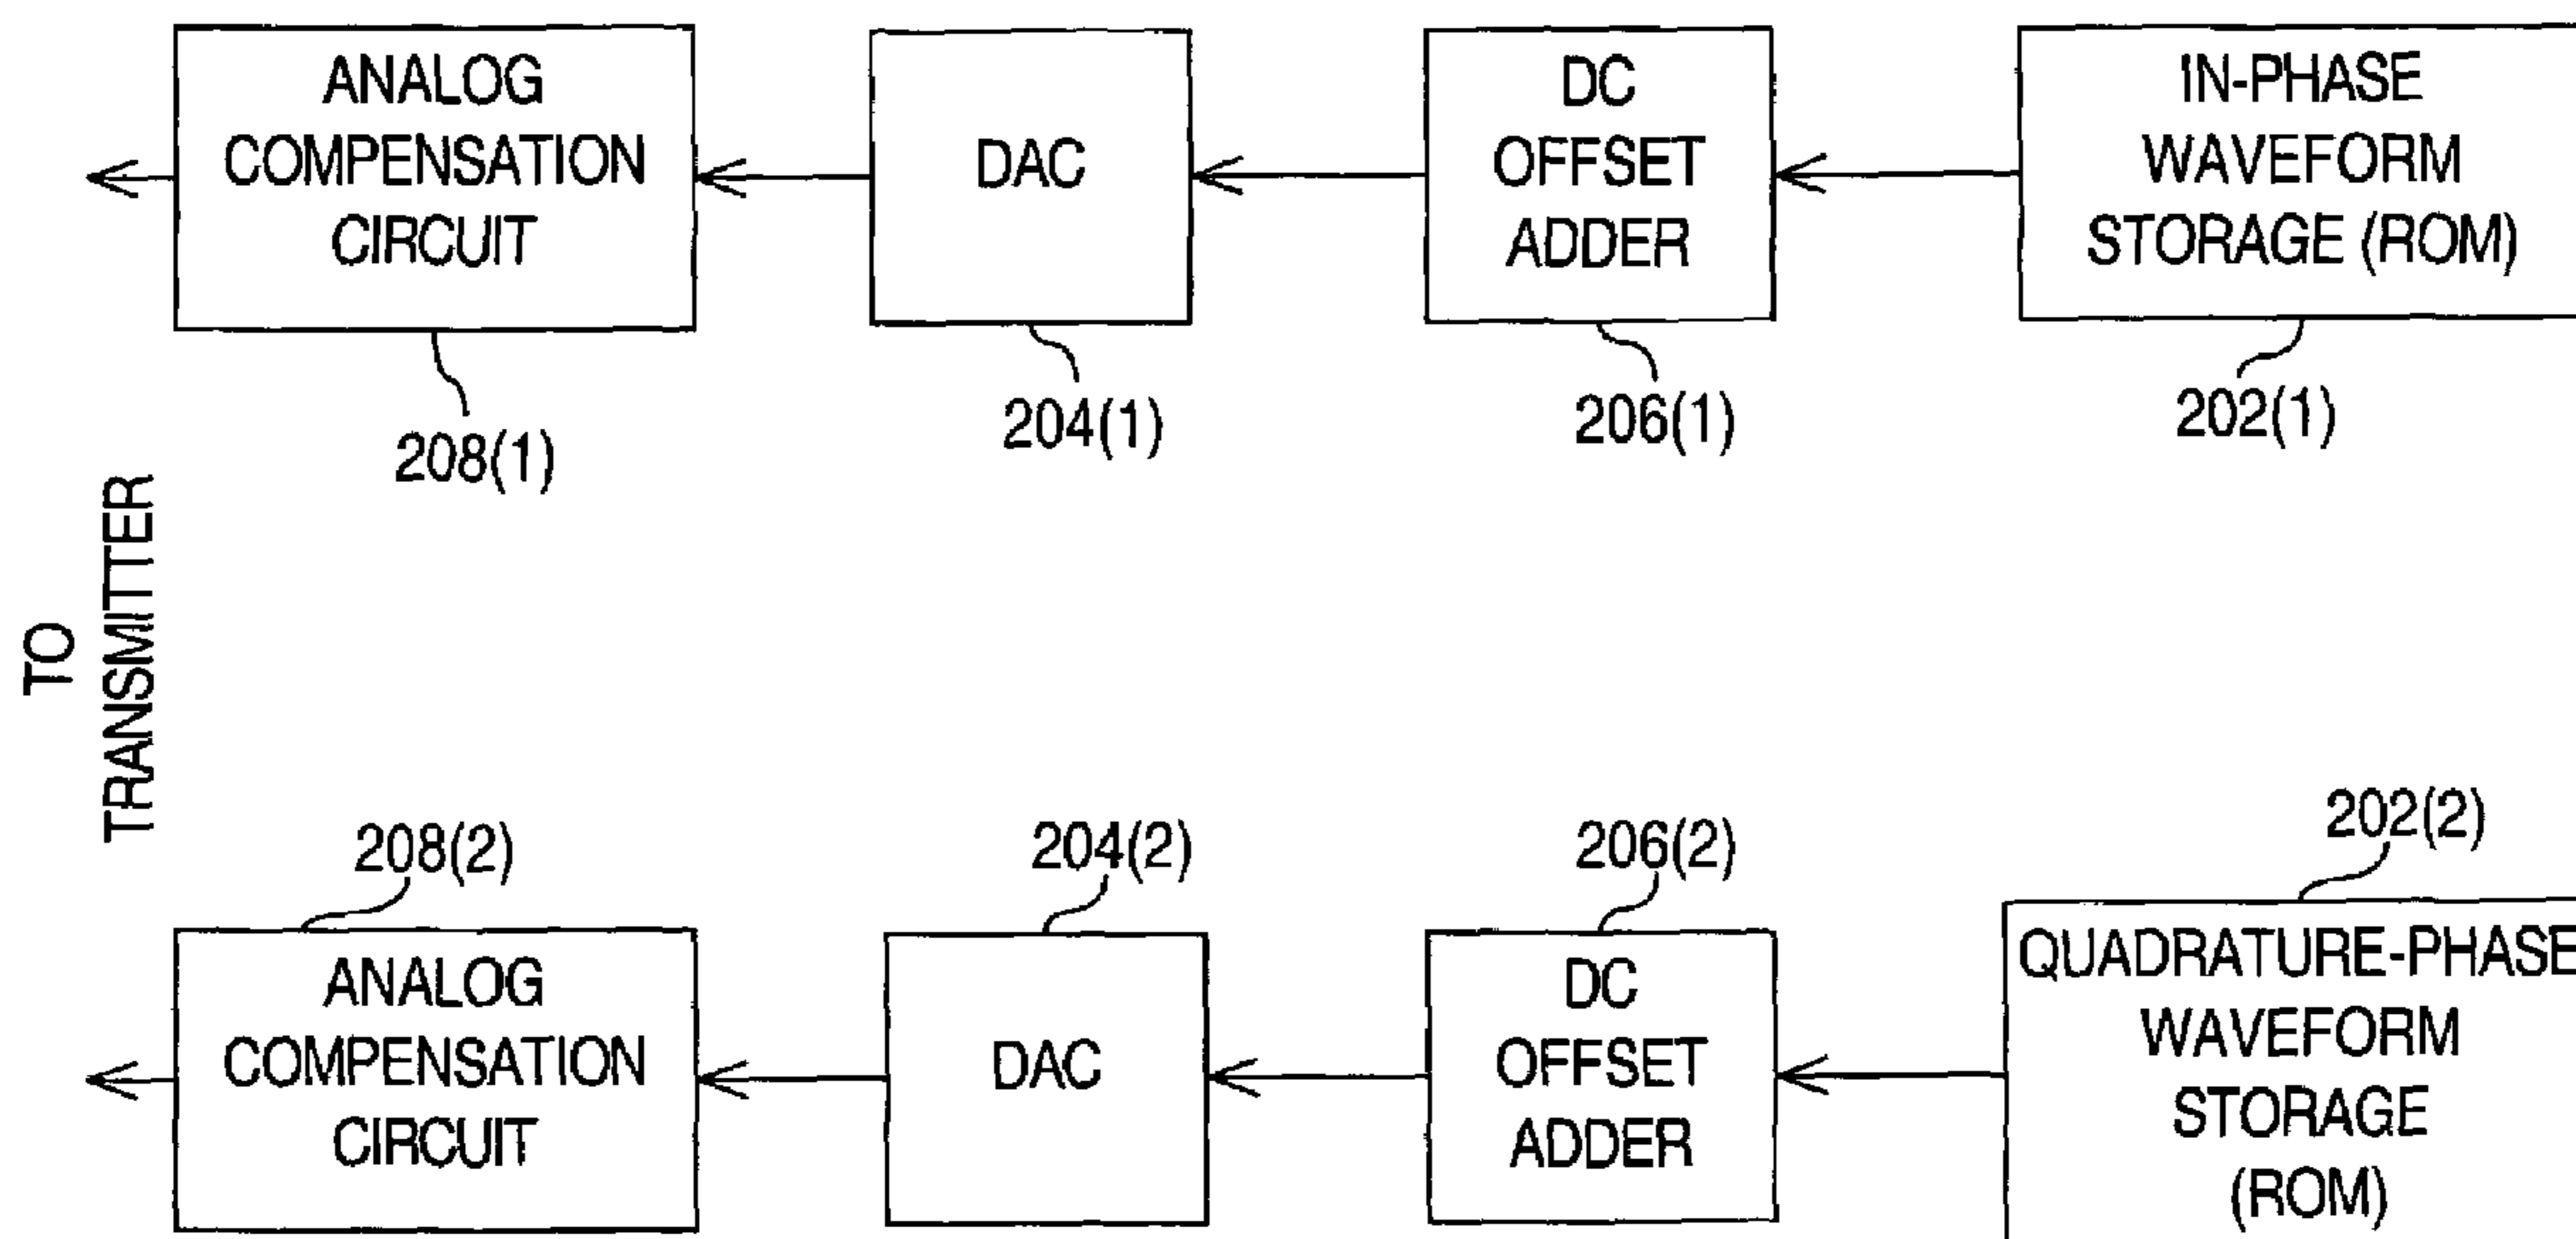 ANALOG
COMPENSATION
CIRCUIT
DAC
DC
OFFSET
ADDER
IN-PHASE
WAVEFORM
STORAGE (ROM)
208(1)
204(1)
206(1)
202(1)
TO
TRANSMITTER
208(2)
204(2)
206(2)
202(2)
ANALOG
COMPENSATION
CIRCUIT
DAC
DC
OFFSET
ADDER
QUADRATURE-PHASE
WAVEFORM
STORAGE
(ROM)